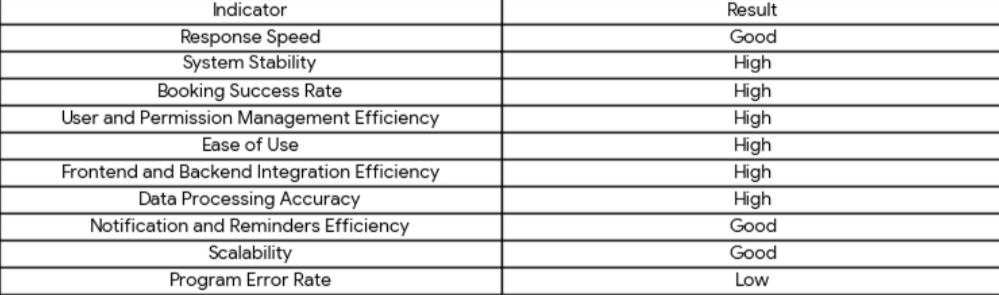 Indicator Result
Response Speed Good
System Stability High
Booking Success Rate High
User and Permission Management Efficiency High
Ease of Use High
Frontend and Backend Integration Efficiency High
Data Processing Accuracy High
Notification and Reminders Efficiency Good
Scalability Good
Program Error Rate Low